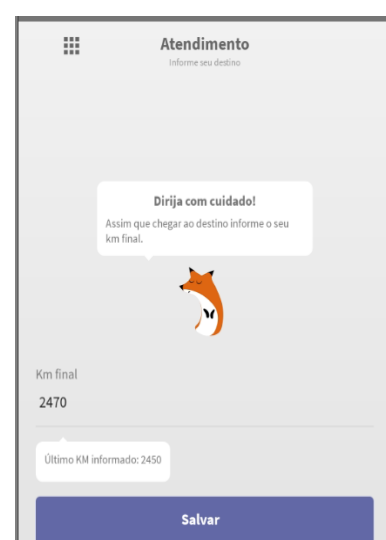 Atendimento
Informe seu destino
Dirija com cuidado!
Assim que chegar ao destino informe o seu
km final.
Km final
2470
Último KM informado: 2450
Salvar